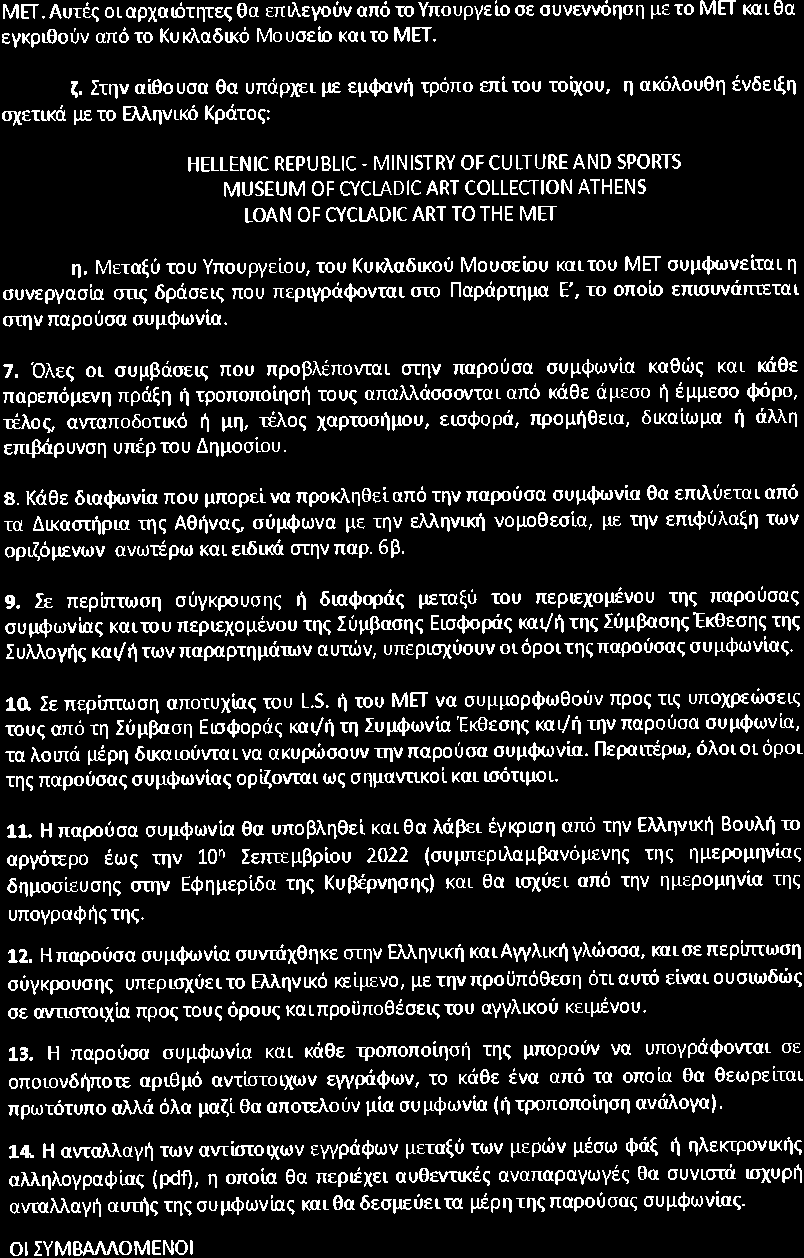 ΜΕΤ. Αυτές οι αρχαιότητες θα επιλεγούν από το Υπουργείο σε συνεννόηση με το ΜΕΤ και θα
εγκριθούν από το Κυκλαδικό Μουσείο και το ΜΕΤ.
ζ. Στην αίθουσα θα υπάρχει με εμφανή τρόπο επί του τοίχου, η ακόλουθη ένδειξη
σχετικά με το Ελληνικό Κράτος:
HELLENIC REPUBLIC - MINISTRY OF CULTURE AND SPORTS
MUSEUM OF CYCLADIC ART COLLECTION ATHENS
LOAN OF CYCLADIC ART TO THE MET
η. Μεταξύ του Υπουργείου, του Κυκλαδικού Μουσείου και του ΜΕΤ συμφωνείται η
συνεργασία στις δράσεις που περιγράφονται στο Παράρτημα Ε', το οποίο επισυνάπτεται
στην παρούσα συμφωνία.
7. Όλες οι συμβάσεις που προβλέπονται στην παρούσα συμφωνία καθώς και κάθε
παρεπόμενη πράξη ή τροποποίησή τους απαλλάσσονται από κάθε άμεσο ή έμμεσο φόρο,
τέλος, ανταποδοτικό ή μη, τέλος χαρτοσήμου, εισφορά, προμήθεια, δικαίωμα ή άλλη
επιβάρυνση υπέρ του Δημοσίου.
8. Κάθε διαφωνία που μπορεί να προκληθεί από την παρούσα συμφωνία θα επιλύεται από
τα Δικαστήρια της Αθήνας, σύμφωνα με την ελληνική νομοθεσία, με την επιφύλαξη των
οριζόμενων ανωτέρω και ειδικά στην παρ. 6β.
9. Σε περίπτωση σύγκρουσης ή διαφοράς μεταξύ του περιεχομένου της παρούσας
συμφωνίας και του περιεχομένου της Σύμβασης Εισφοράς και/ή της Σύμβασης Έκθεσης της
Συλλογής και/ή των παραρτημάτων αυτών, υπερισχύουν οι όροι της παρούσας συμφωνίας.
10. Σε περίπτωση αποτυχίας του L.S. ή του ΜΕΤ να συμμορφωθούν προς τις υποχρεώσεις
τους από τη Σύμβαση Εισφοράς και/ή τη Συμφωνία Έκθεσης και/ή την παρούσα συμφωνία,
τα λοιπά μέρη δικαιούνται να ακυρώσουν την παρούσα συμφωνία. Περαιτέρω, όλοι οι όροι
της παρούσας συμφωνίας ορίζονται ως σημαντικοί και ισότιμοι.
11. Η παρούσα συμφωνία θα υποβληθεί και θα λάβει έγκριση από την Ελληνική Βουλή το
αργότερο έως την 10η Σεπτεμβρίου 2022 (συμπεριλαμβανόμενης της ημερομηνίας
δημοσίευσης στην Εφημερίδα της Κυβέρνησης) και θα ισχύει από την ημερομηνία της
υπογραφής της.
12. Η παρούσα συμφωνία συντάχθηκε στην Ελληνική και Αγγλική γλώσσα, και σε περίπτωση
σύγκρουσης υπερισχύει το Ελληνικό κείμενο, με την προϋπόθεση ότι αυτό είναι ουσιωδώς
σε αντιστοιχία προς τους όρους και προϋποθέσεις του αγγλικού κειμένου.
13. Η παρούσα συμφωνία και κάθε τροποποίησή της μπορούν να υπογράφονται σε
οποιονδήποτε αριθμό αντίστοιχων εγγράφων, το κάθε ένα από τα οποία θα θεωρείται
πρωτότυπο αλλά όλα μαζί θα αποτελούν μία συμφωνία (ή τροποποίηση ανάλογα).
14. Η ανταλλαγή των αντίστοιχων εγγράφων μεταξύ των μερών μέσω φάξ ή ηλεκτρονικής
αλληλογραφίας (pdf), η οποία θα περιέχει αυθεντικές αναπαραγωγές θα συνιστά ισχυρή
ανταλλαγή αυτής της συμφωνίας και θα δεσμεύει τα μέρη της παρούσας συμφωνίας.
ΟΙ ΣΥΜΒΑΛΛΟΜΕΝΟΙ